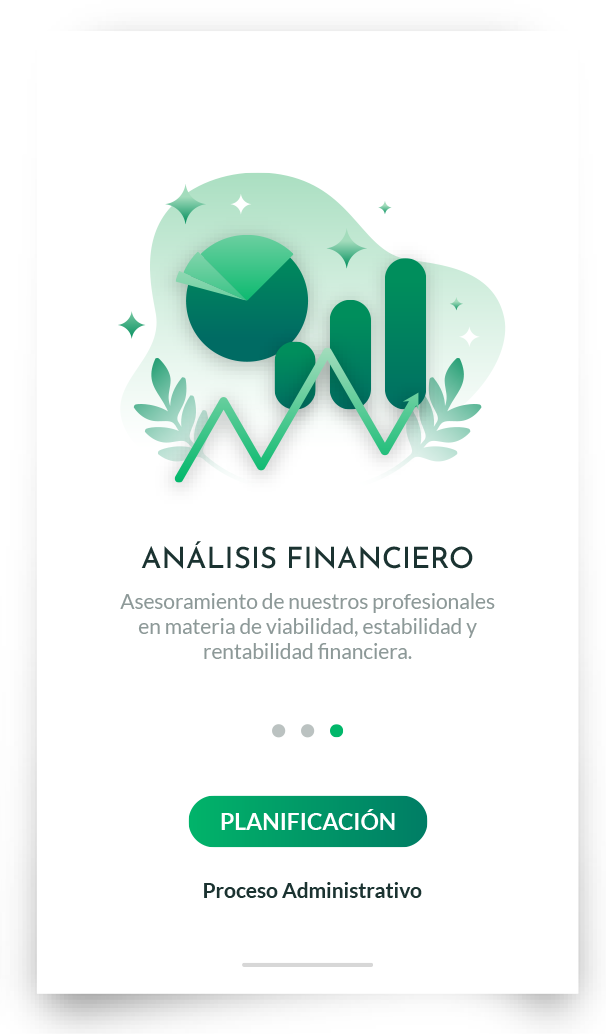 ANÁLISIS FINANCIERO
Asesoramiento de nuestros profesionales
en materia de viabilidad, estabilidad y
rentabilidad financiera.
PLANIFICACIÓN
Proceso Administrativo